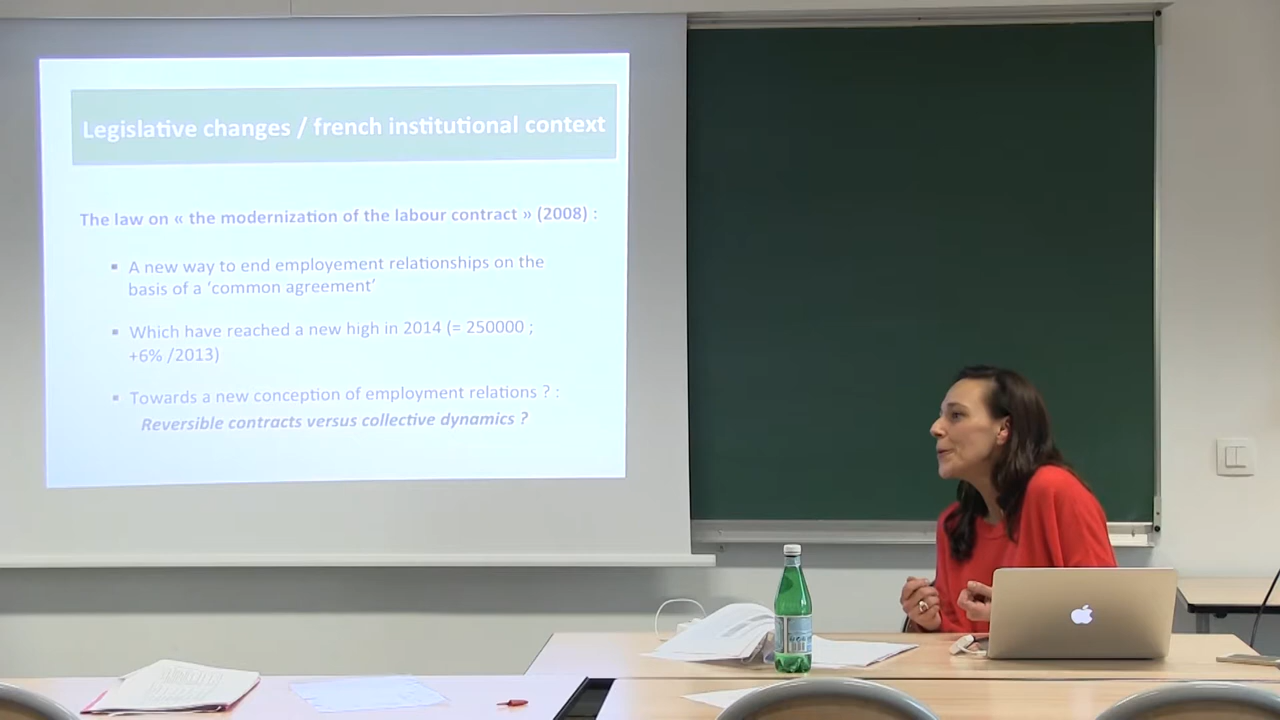 Legislative changes / french institutional context
The law on « the modernization of the labour contract » (2008) :
▪ A new way to end employement relationships on the
basis of a ‘common agreement’
▪ Which have reached a new high in 2014 (= 250000 ;
+6% /2013)
▪ Towards a new conception of employment relations ? :
Reversible contracts versus collective dynamics ?